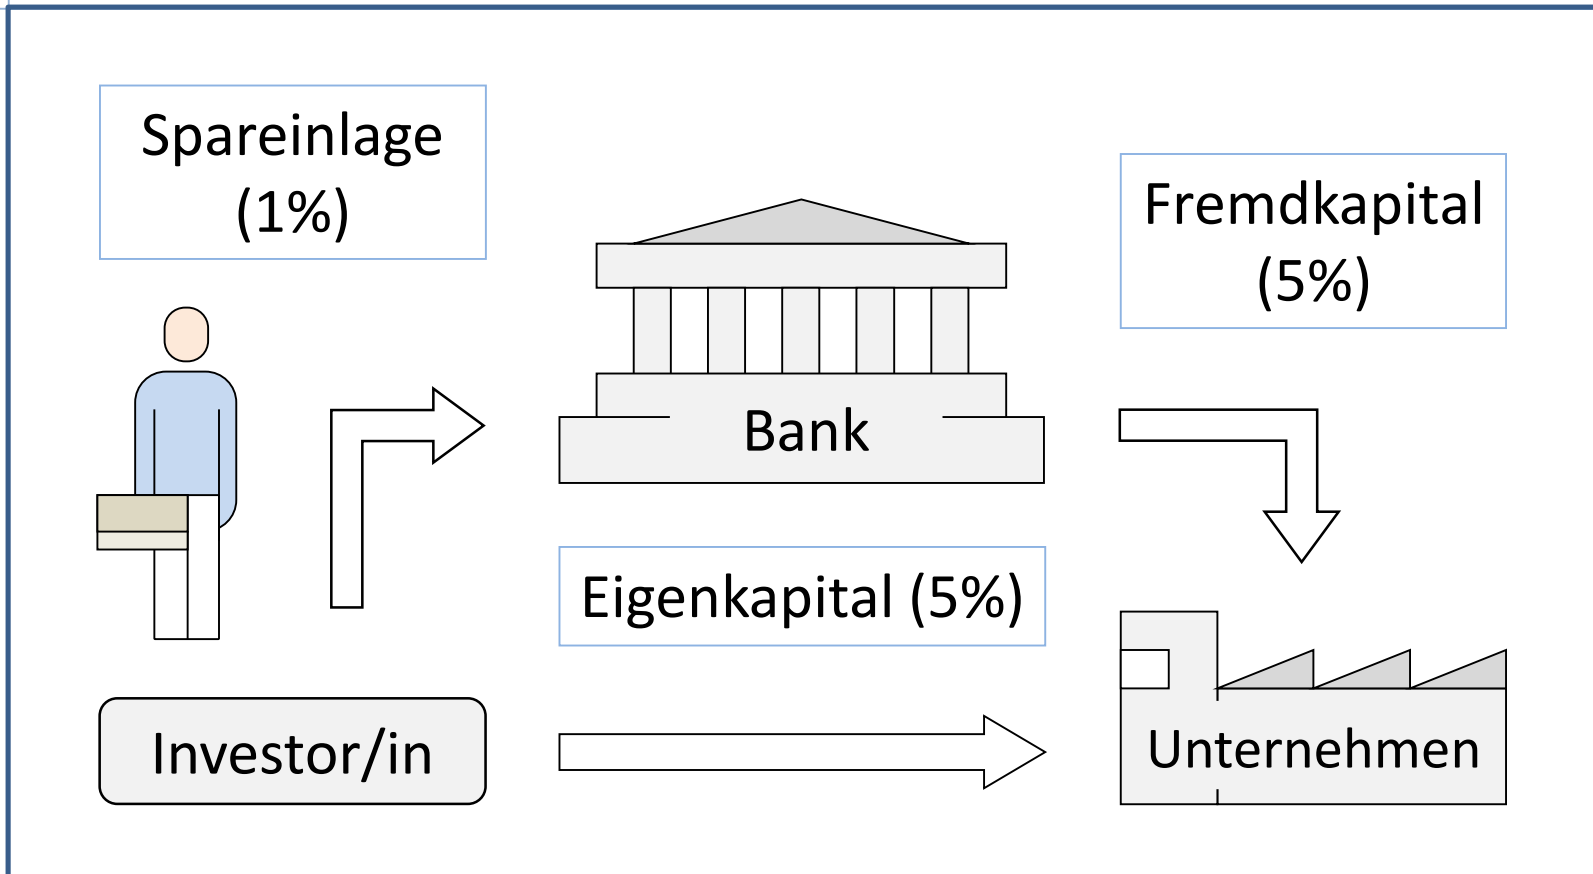 Spareinlage
(1%)
Fremdkapital
(5%)
Bank
Eigenkapital (5%)
Investor/in
Unternehmen